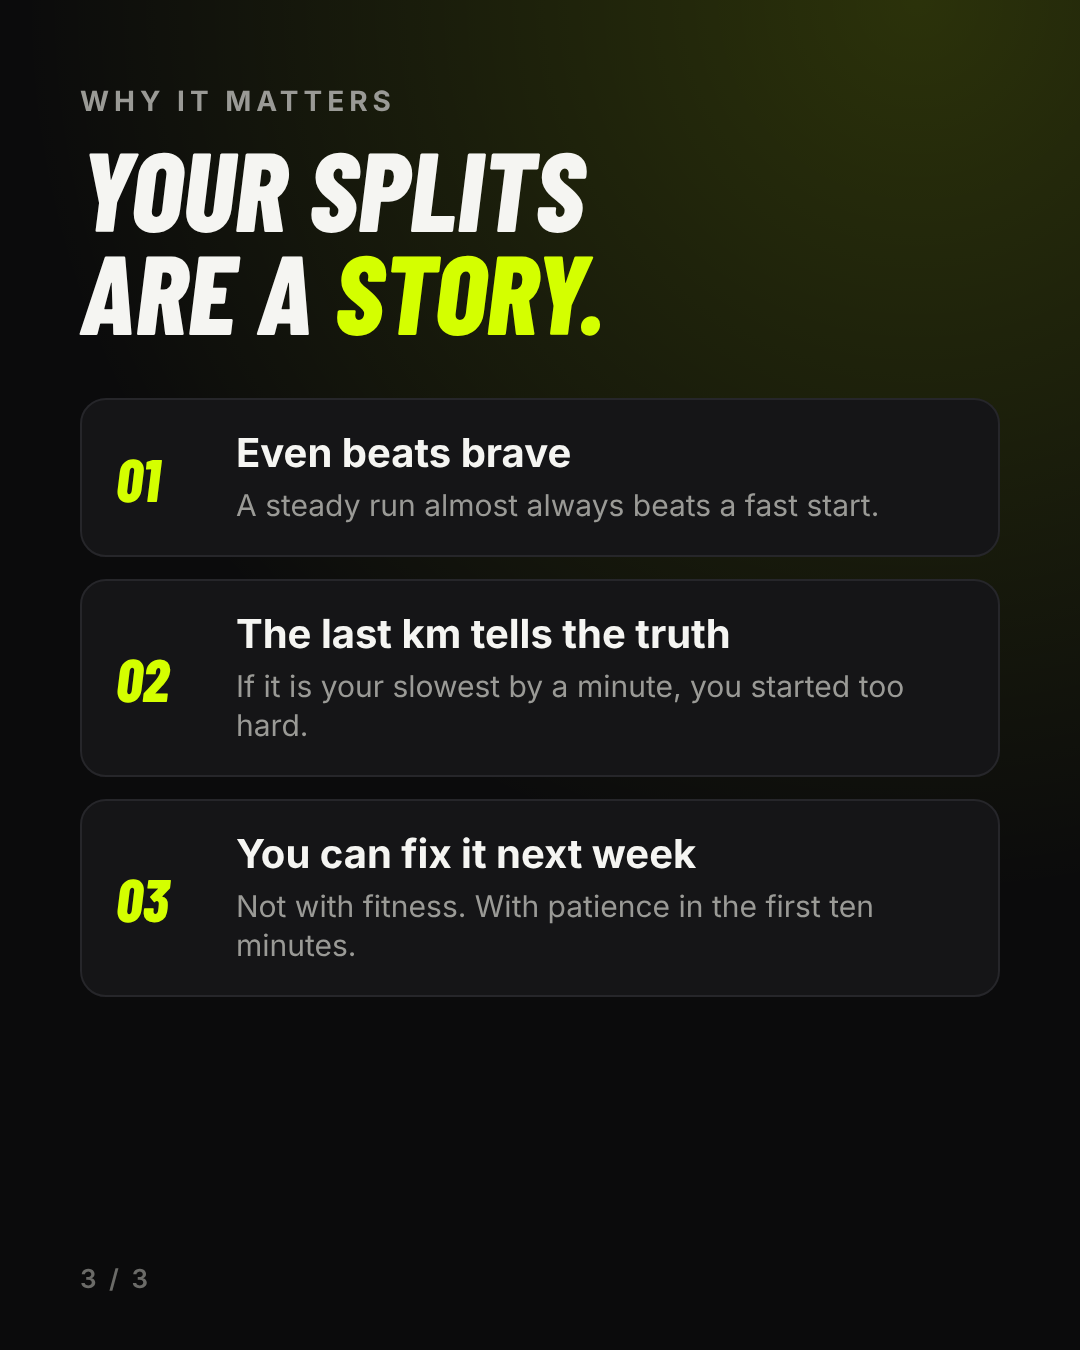 WHY IT MATTERS
YOUR SPLITS
ARE A STORY.
01
Even beats brave
A steady run almost always beats a fast start.
02
The last km tells the truth
If it is your slowest by a minute, you started too
hard.
03
You can fix it next week
Not with fitness. With patience in the first ten
minutes.
3 / 3